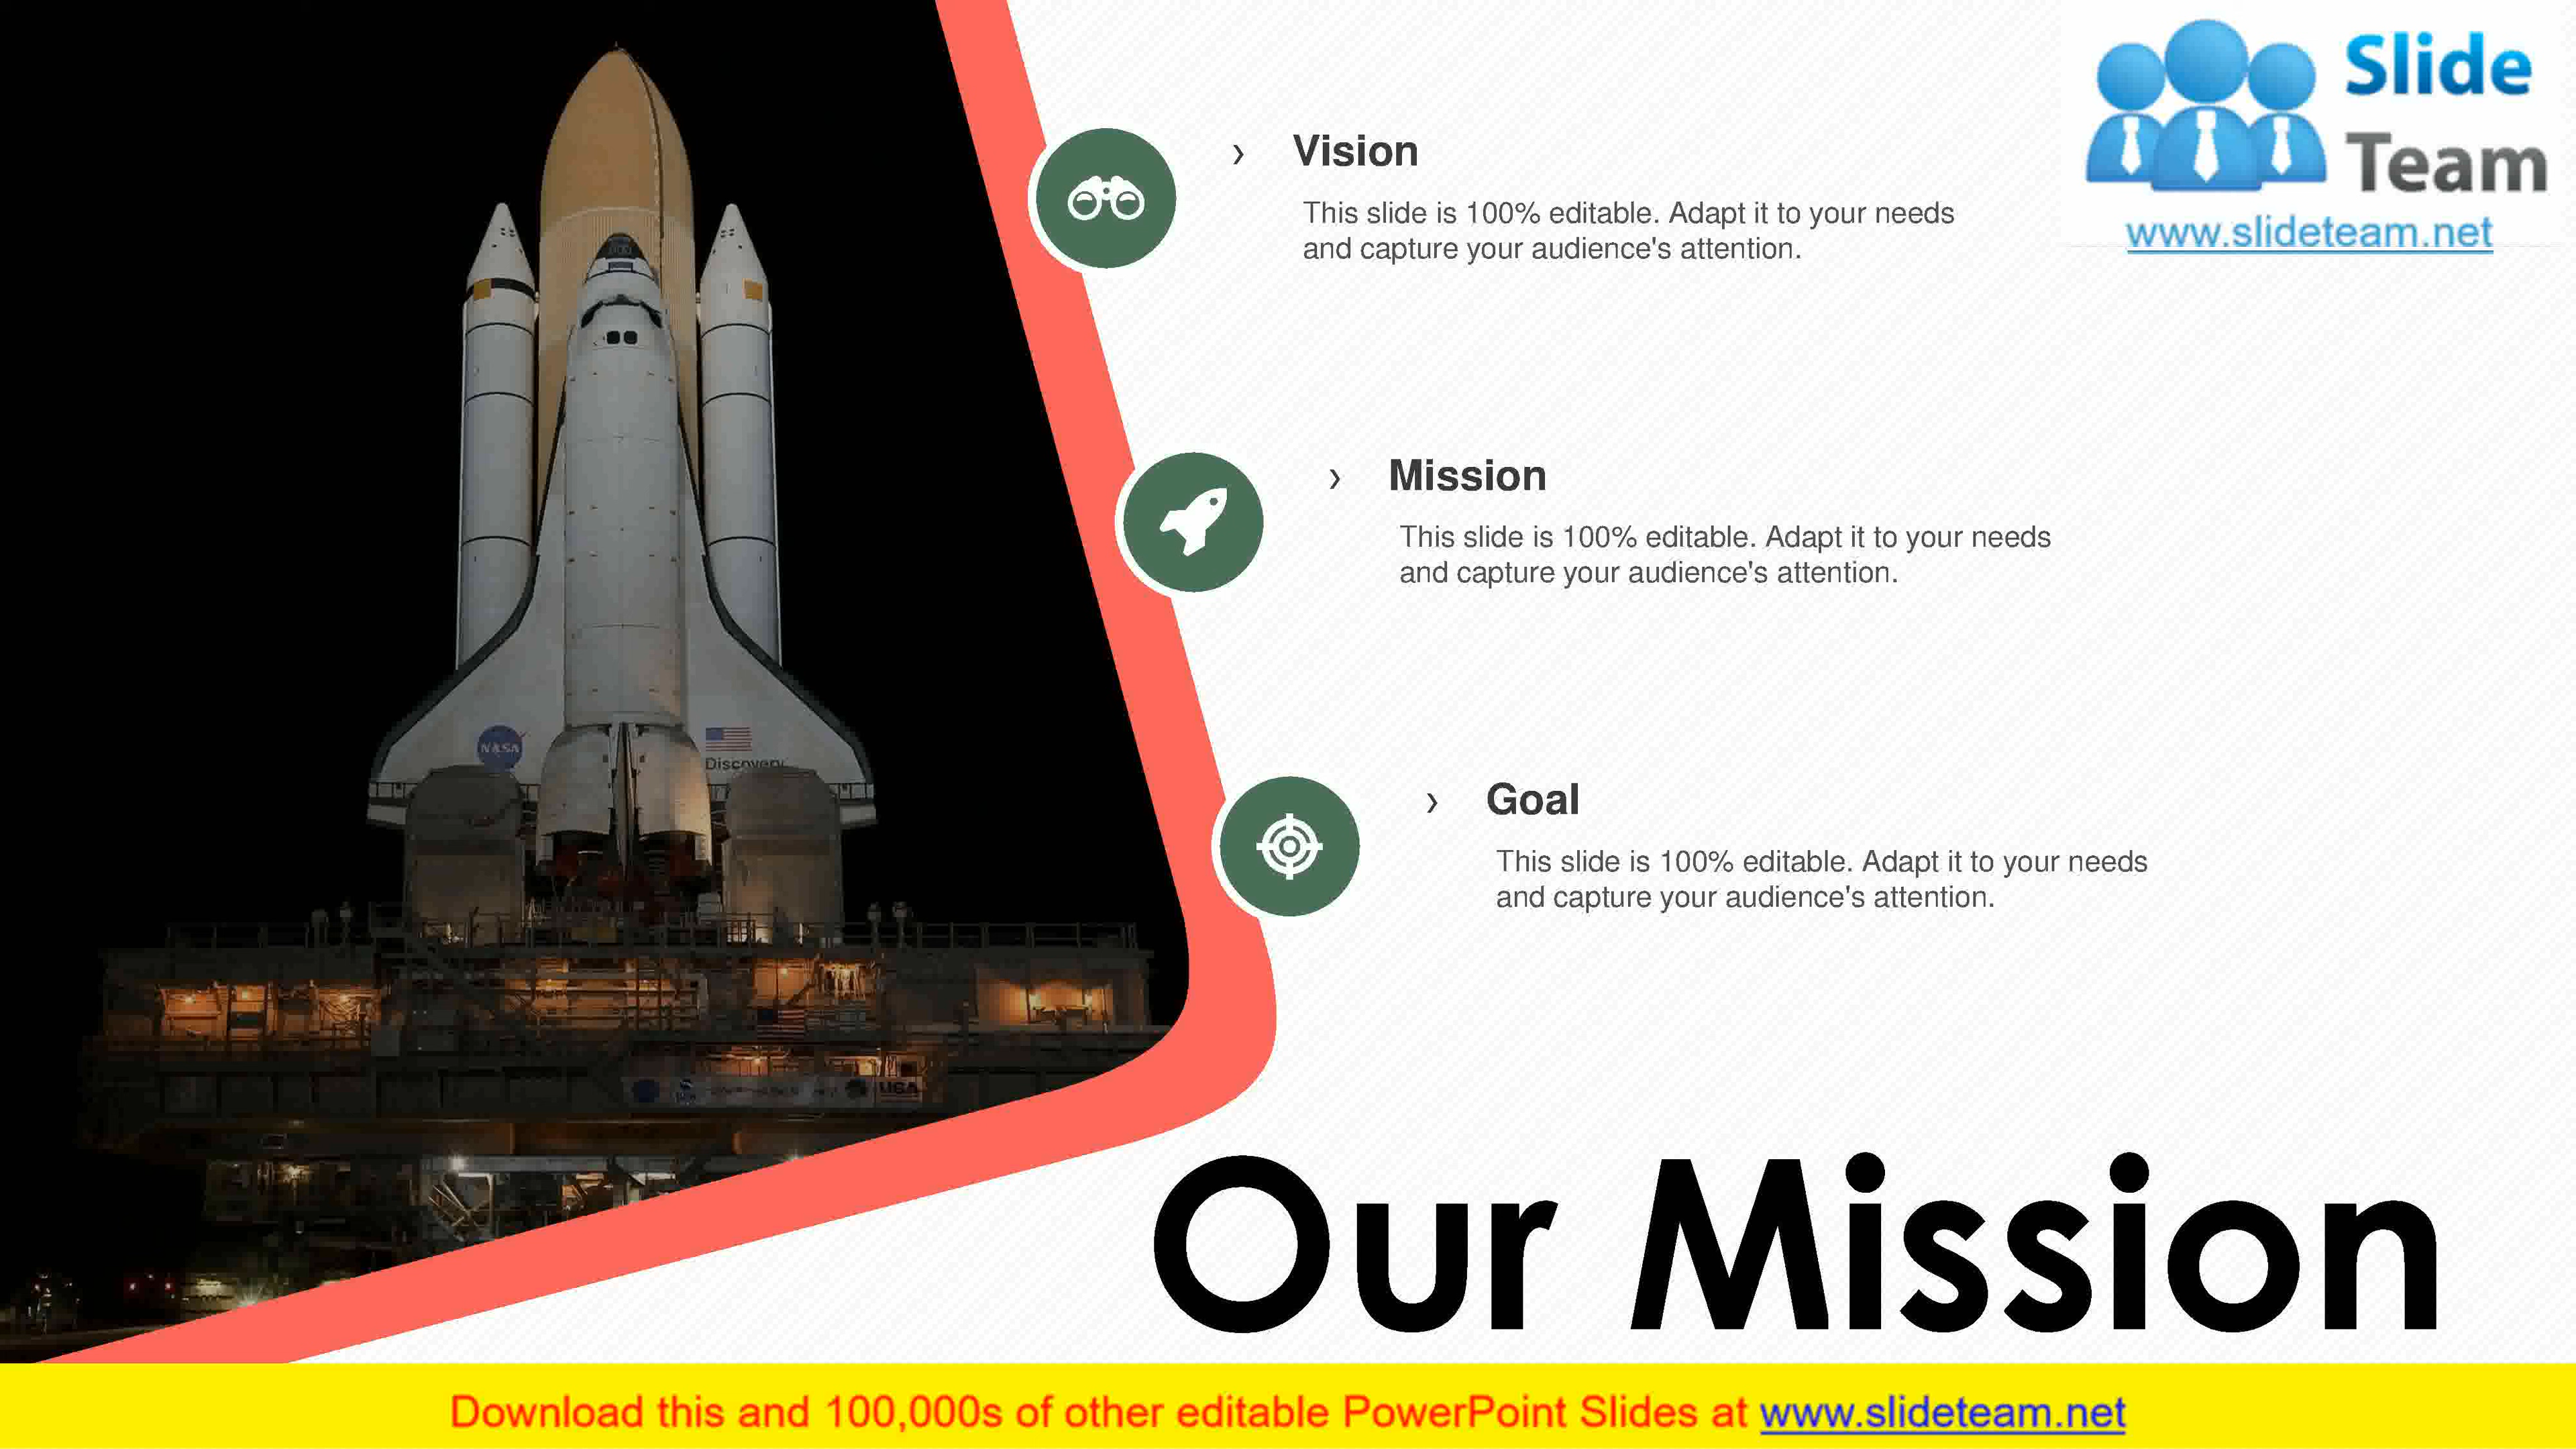 Slide
Team
www.slideteam.net
› Vision
This slide is 100% editable. Adapt it to your needs
and capture your audience's attention.
› Mission
This slide is 100% editable. Adapt it to your needs
and capture your audience's attention.
› Goal
This slide is 100% editable. Adapt it to your needs
and capture your audience's attention.
NASA
Discovery
USA
Our Mission
Download this and 100,000s of other editable PowerPoint Slides at www.slideteam.net